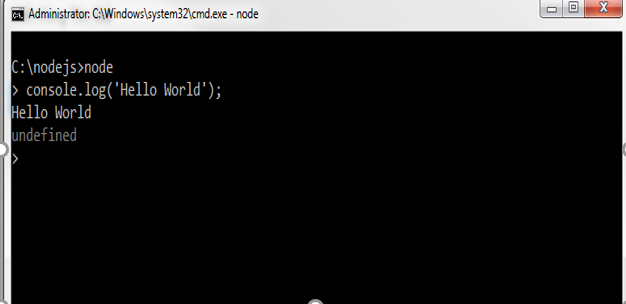 Administrator: C:\Windows\system32\cmd.exe - node
C:\nodejs>node
> console.log('Hello World');
Hello World
undefined
>